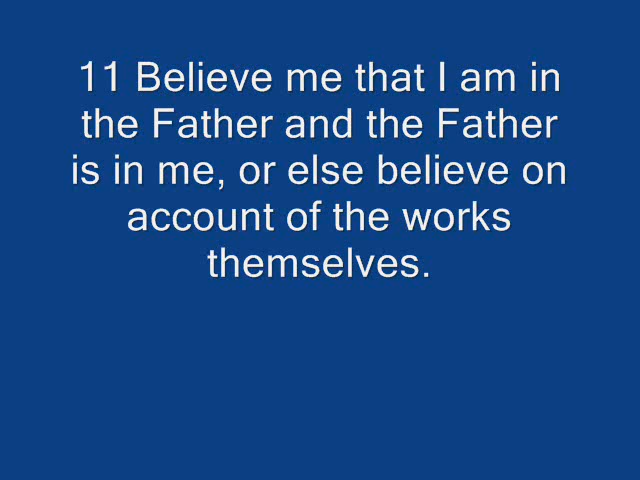 11 Believe me that I am in
the Father and the Father
is in me, or else believe on
account of the works
themselves.